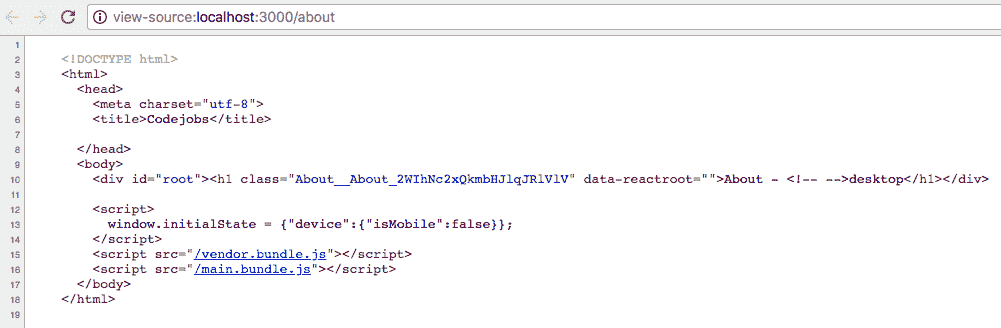 view-source:localhost:3000/about
1
2 <!DOCTYPE html>
3 <html>
4 <head>
5 <meta charset="utf-8">
6 <title>Codejobs</title>
7
8 </head>
9 <body>
10 <div id="root"><h1 class="About__About_2WIhNc2xQkmbHJlqJRlVlV" data-reactroot="">About - <!-- -->desktop</h1></div>
11
12 <script>
13 window.initialState = {"device":{"isMobile":false}};
14 </script>
15 <script src="/vendor.bundle.js"></script>
16 <script src="/main.bundle.js"></script>
17 </body>
18 </html>
19